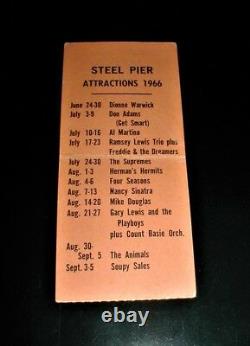 STEEL PIER
ATTRACTIONS 1966
June 24-30 Dionne Warwick
July 3-9 Don Adams
(Get Smart)
July 10-16 Al Martino
July 17-23 Ramsey Lewis Trio plus
Freddie & the Dreamers
July 24-30 The Supremes
Aug. 1-3 Herman's Hermits
Aug. 4-6 Four Seasons
Aug. 7-13 Nancy Sinatra
Aug. 14-20 Mike Douglas
Aug. 21-27 Gary Lewis and the
Playboys
plus Count Basie Orch.
Aug. 30-
Sept. 5 The Animals
Sept. 3-5 Soupy Sales